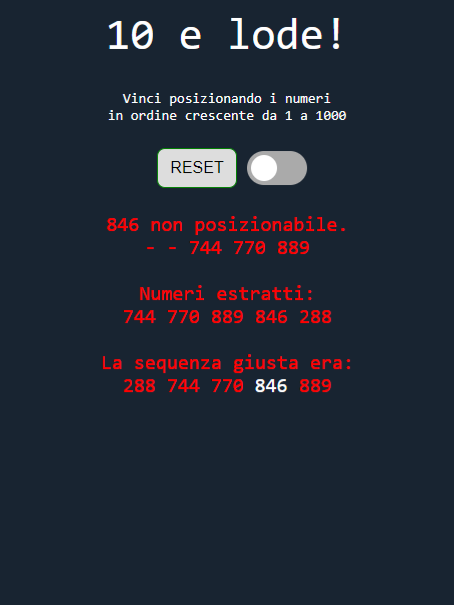 10 e lode!
Vinci posizionando i numeri
in ordine crescente da 1 a 1000
RESET
846 non posizionabile.
- - 744 770 889
Numeri estratti:
744 770 889 846 288
La sequenza giusta era:
288 744 770 846 889